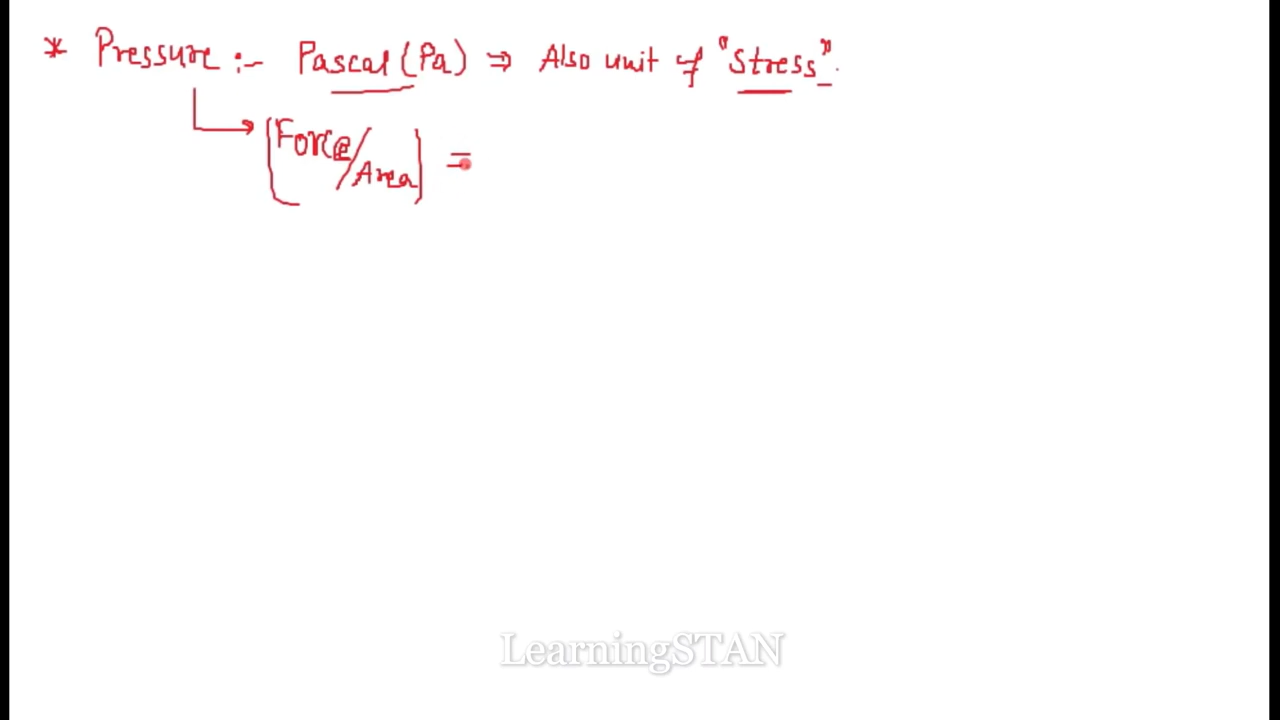 * Pressure :- Pascal (Pa) ⇒ Also unit of "Stress".
[Force/Area] =
LearningSTAN